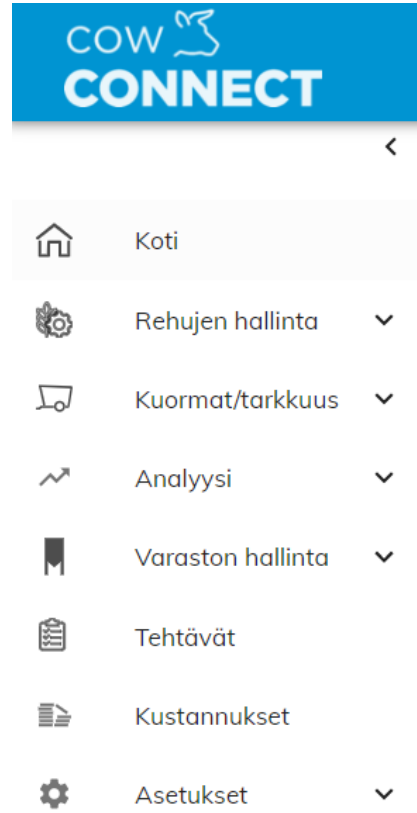 COW
CONNECT
Koti
Rehujen hallinta
Kuormat/tarkkuus
Analyysi
Varaston hallinta
Tehtävät
Kustannukset
Asetukset